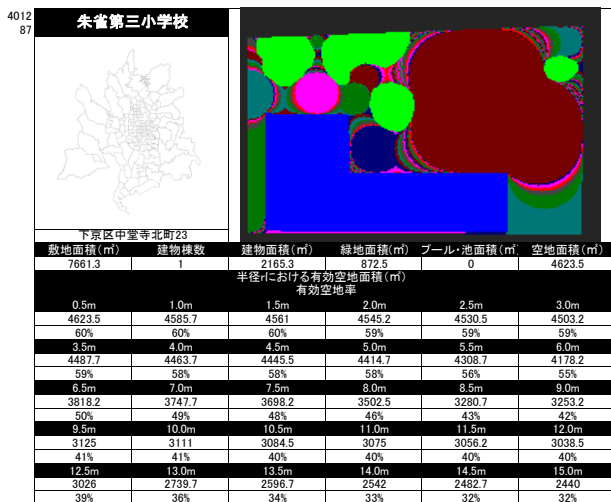 4012
87
朱雀第三小学校
下京区中堂寺北町23
敷地面積(㎡) 建物棟数 建物面積(㎡) 緑地面積(㎡) プール・池面積(㎡ 空地面積(㎡)
7661.3 1 2165.3 872.5 0 4623.5
半径rにおける有効空地面積(㎡)
有効空地率
0.5m 1.0m 1.5m 2.0m 2.5m 3.0m
4623.5 4585.7 4561 4545.2 4530.5 4503.2
60% 60% 60% 59% 59% 59%
3.5m 4.0m 4.5m 5.0m 5.5m 6.0m
4487.7 4463.7 4445.5 4414.7 4308.7 4178.2
59% 58% 58% 58% 56% 55%
6.5m 7.0m 7.5m 8.0m 8.5m 9.0m
3818.2 3747.7 3698.2 3502.5 3280.7 3253.2
50% 49% 48% 46% 43% 42%
9.5m 10.0m 10.5m 11.0m 11.5m 12.0m
3125 3111 3084.5 3075 3056.2 3038.5
41% 41% 40% 40% 40% 40%
12.5m 13.0m 13.5m 14.0m 14.5m 15.0m
3026 2739.7 2596.7 2542 2482.7 2440
39% 36% 34% 33% 32% 32%